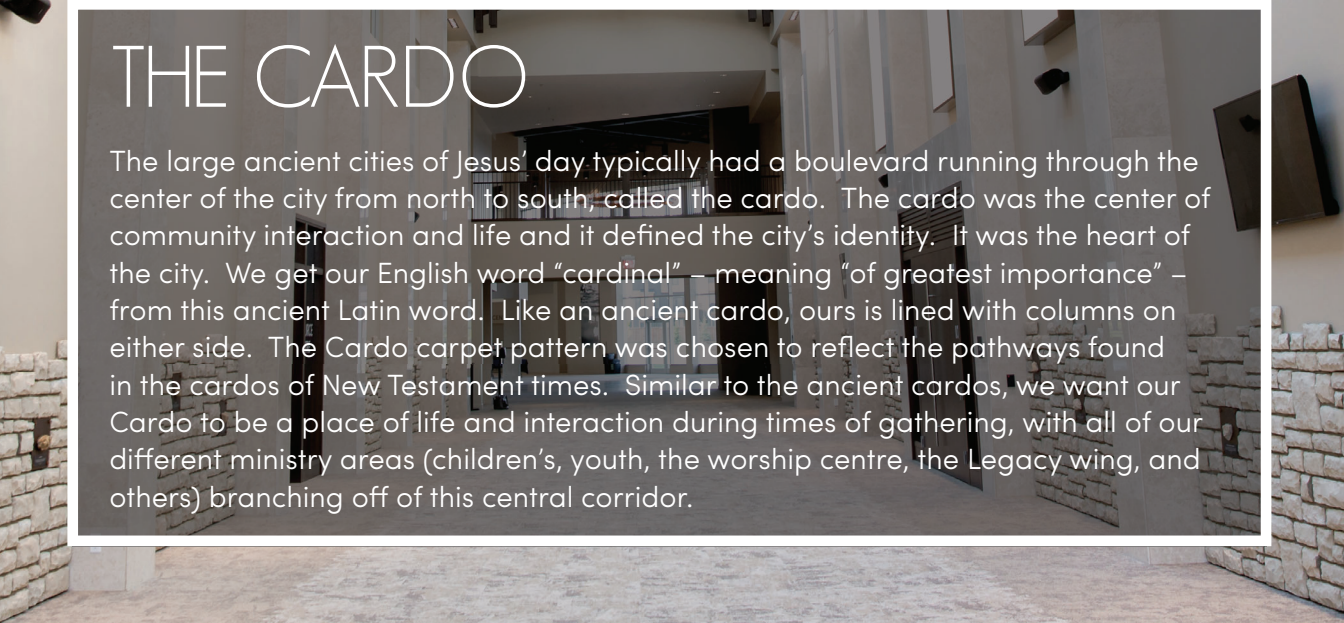 THE CARDO
The large ancient cities of Jesus’ day typically had a boulevard running through the
center of the city from north to south, called the cardo.  The cardo was the center of
community interaction and life and it defined the city’s identity.  It was the heart of
the city.  We get our English word “cardinal” – meaning “of greatest importance” –
from this ancient Latin word.  Like an ancient cardo, ours is lined with columns on
either side.  The Cardo carpet pattern was chosen to reflect the pathways found
in the cardos of New Testament times.  Similar to the ancient cardos, we want our
Cardo to be a place of life and interaction during times of gathering, with all of our
different ministry areas (children’s, youth, the worship centre, the Legacy wing, and
others) branching off of this central corridor.